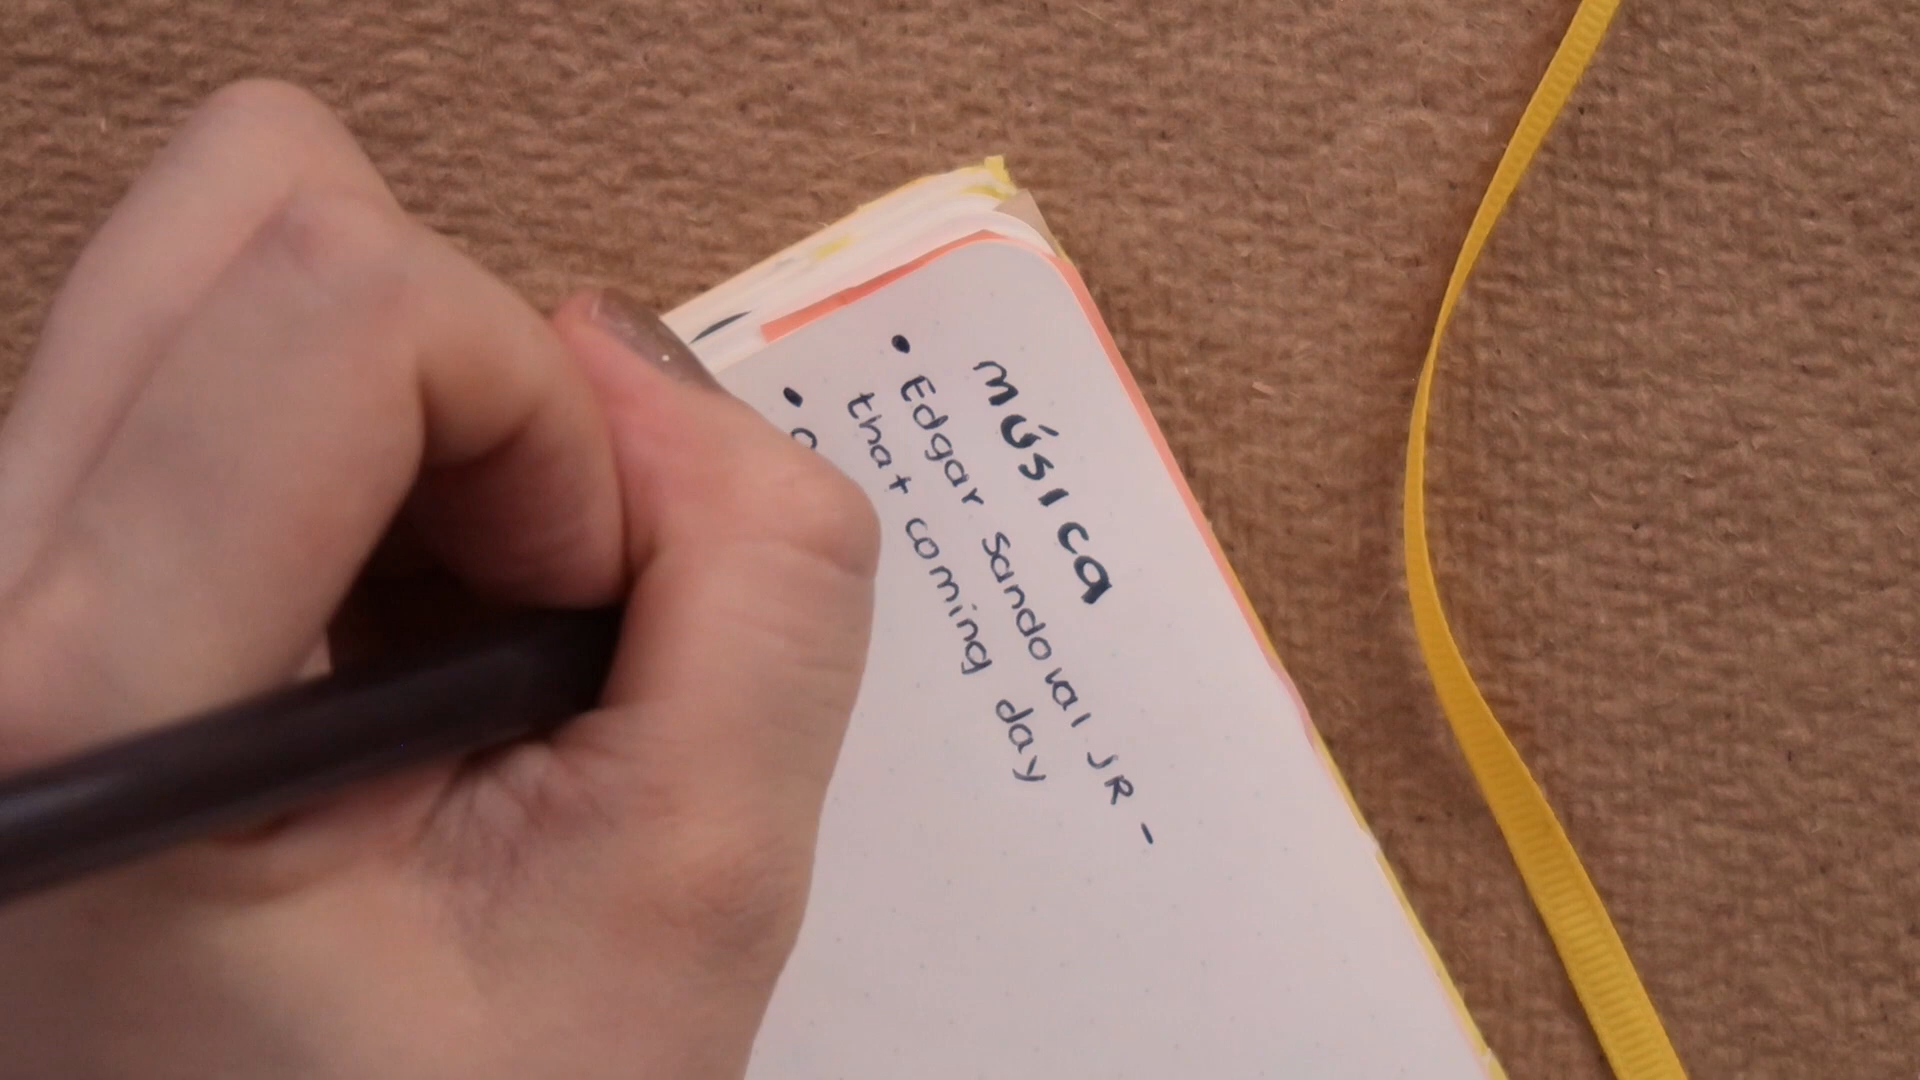 música
• Edgar Sandoval JR -
that coming day
•